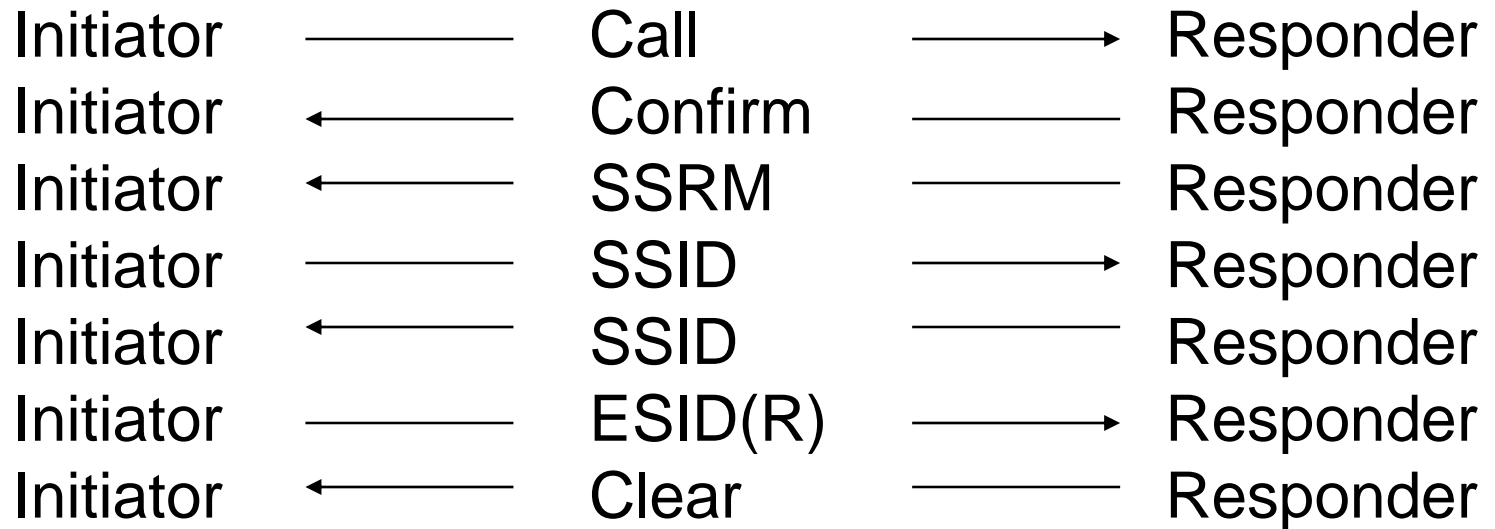 Initiator Call Responder
Initiator Confirm Responder
Initiator SSRM Responder
Initiator SSID Responder
Initiator SSID Responder
Initiator ESID(R) Responder
Initiator Clear Responder